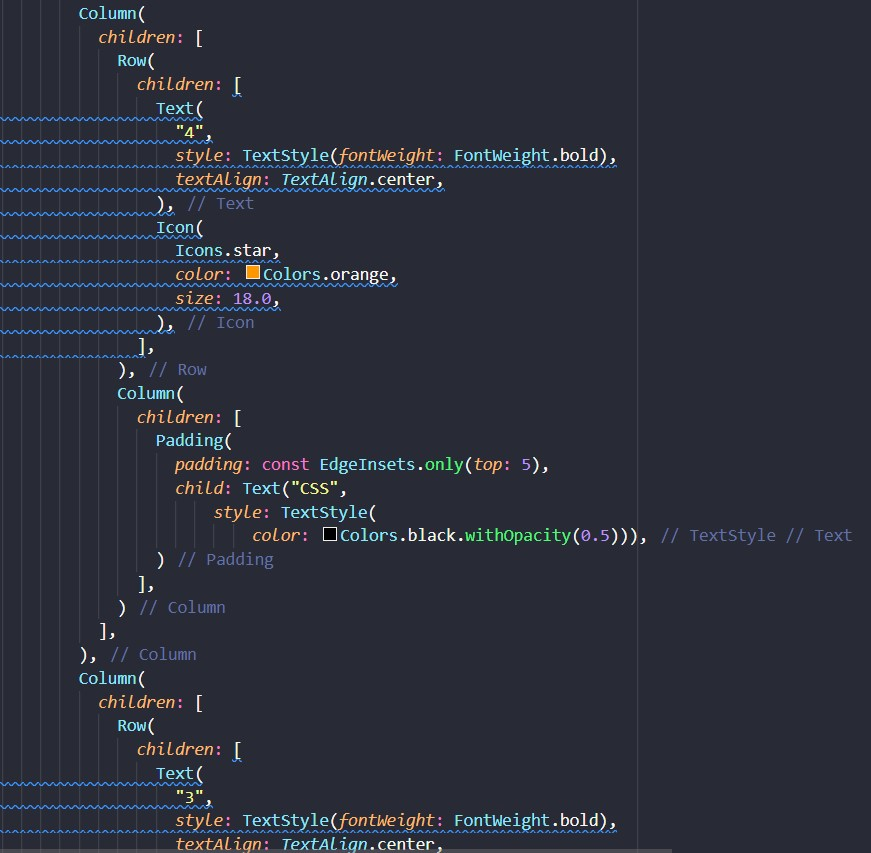 Column(
children: [
Row(
children: [
Text(
"4",
style: TextStyle(fontWeight: FontWeight.bold),
textAlign: TextAlign.center,
), // Text
Icon(
Icons.star,
color: Colors.orange,
size: 18.0,
), // Icon
],
), // Row
Column(
children: [
Padding(
padding: const EdgeInsets.only(top: 5),
child: Text("CSS",
style: TextStyle(
color: Colors.black.withOpacity(0.5))), // TextStyle // Text
) // Padding
],
) // Column
],
), // Column
Column(
children: [
Row(
children: [
Text(
"3",
style: TextStyle(fontWeight: FontWeight.bold),
textAlign: TextAlign.center,